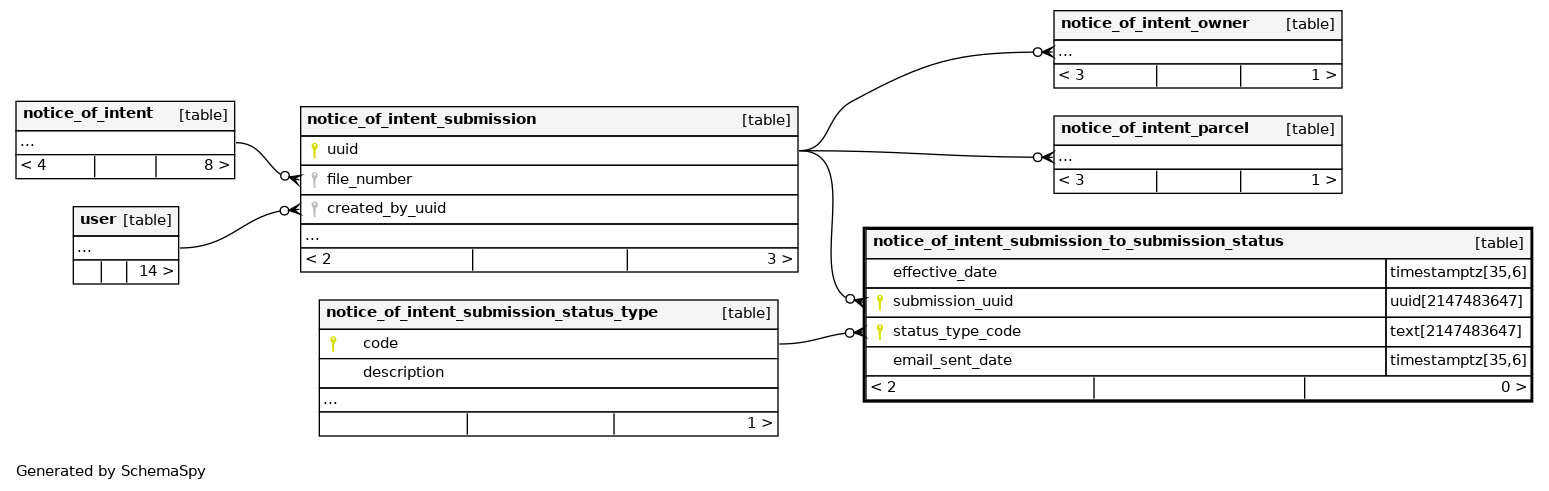 notice_of_intent [table]
...
< 4 8 >
user [table]
...
14 >
notice_of_intent_submission [table]
uuid
file_number
created_by_uuid
...
< 2 3 >
notice_of_intent_submission_status_type [table]
code
description
...
1 >
notice_of_intent_owner [table]
...
< 3 1 >
notice_of_intent_parcel [table]
...
< 3 1 >
notice_of_intent_submission_to_submission_status [table]
effective_date timestamptz[35,6]
submission_uuid uuid[2147483647]
status_type_code text[2147483647]
email_sent_date timestamptz[35,6]
< 2 0 >
Generated by SchemaSpy